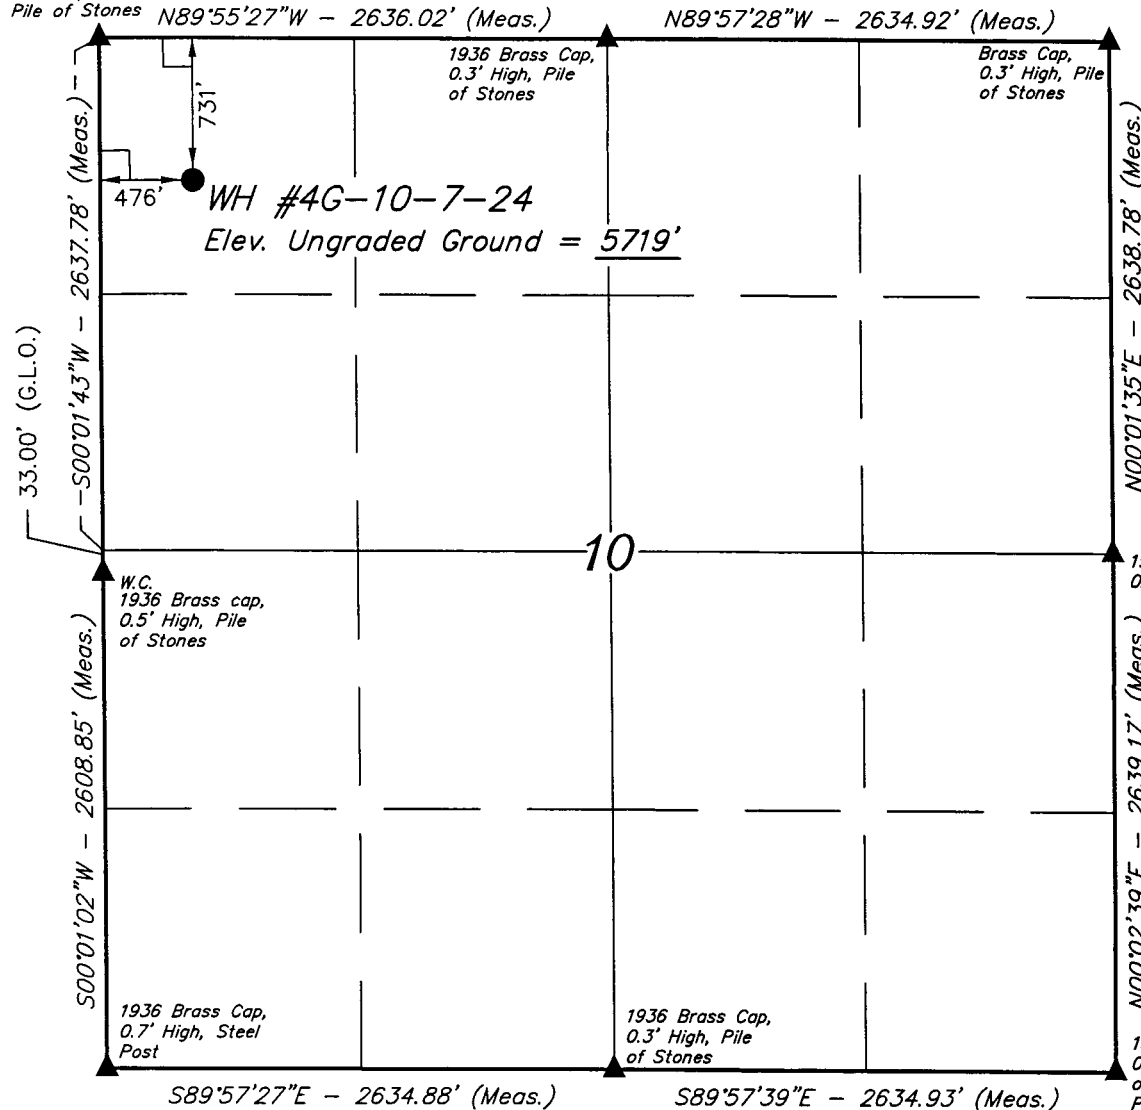 Pile of Stones
N89°55'27"W - 2636.02' (Meas.)
N89°57'28"W - 2634.92' (Meas.)
1936 Brass Cap,
0.3' High, Pile
of Stones
Brass Cap,
0.3' High, Pile
of Stones
731'
476'
WH #4G-10-7-24
Elev. Ungraded Ground = 5719'
S00°01'43"W - 2637.78' (Meas.)
33.00' (G.L.O.)
N00°01'35"E - 2638.78' (Meas.)
10
W.C.
1936 Brass cap,
0.5' High, Pile
of Stones
S00°01'02"W - 2608.85' (Meas.)
N00°02'39"E - 2639.17' (Meas.)
1936 Brass Cap,
0.7' High, Steel
Post
1936 Brass Cap,
0.3' High, Pile
of Stones
S89°57'27"E - 2634.88' (Meas.)
S89°57'39"E - 2634.93' (Meas.)